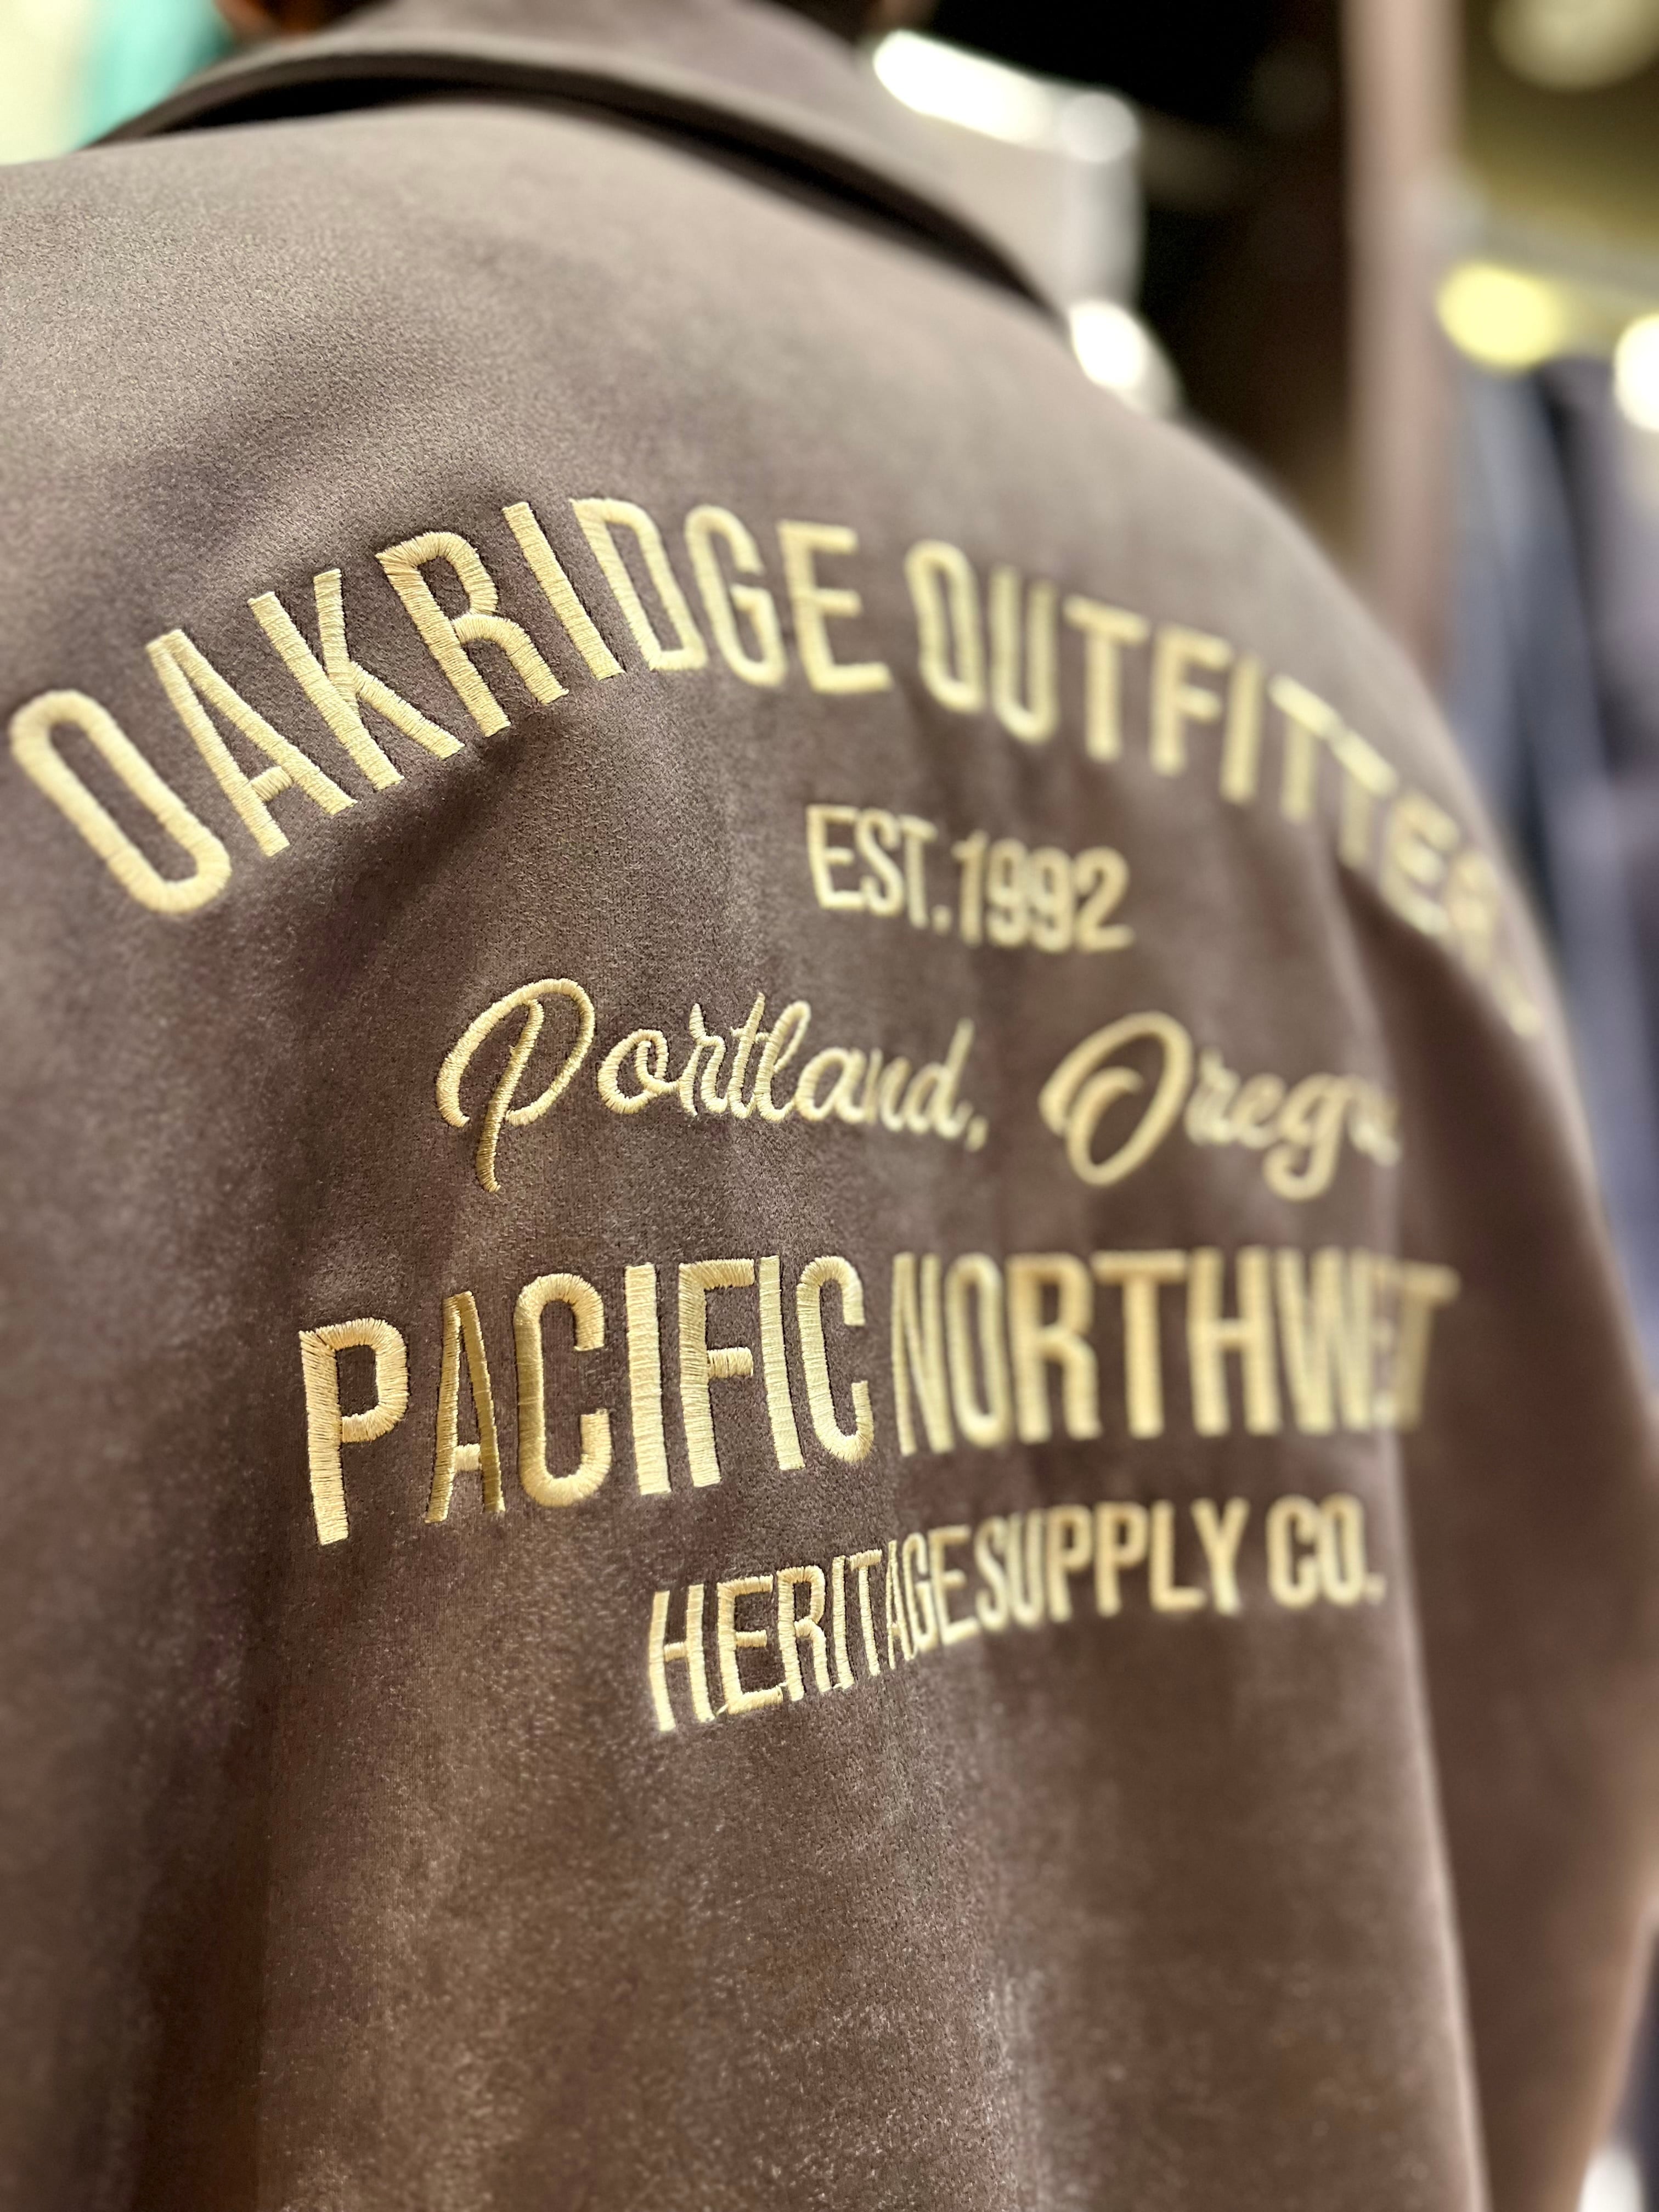 OAKRIDGE OUTFITTERS
EST. 1992
Portland, Oregon
PACIFIC NORTHWEST
HERITAGE SUPPLY CO.